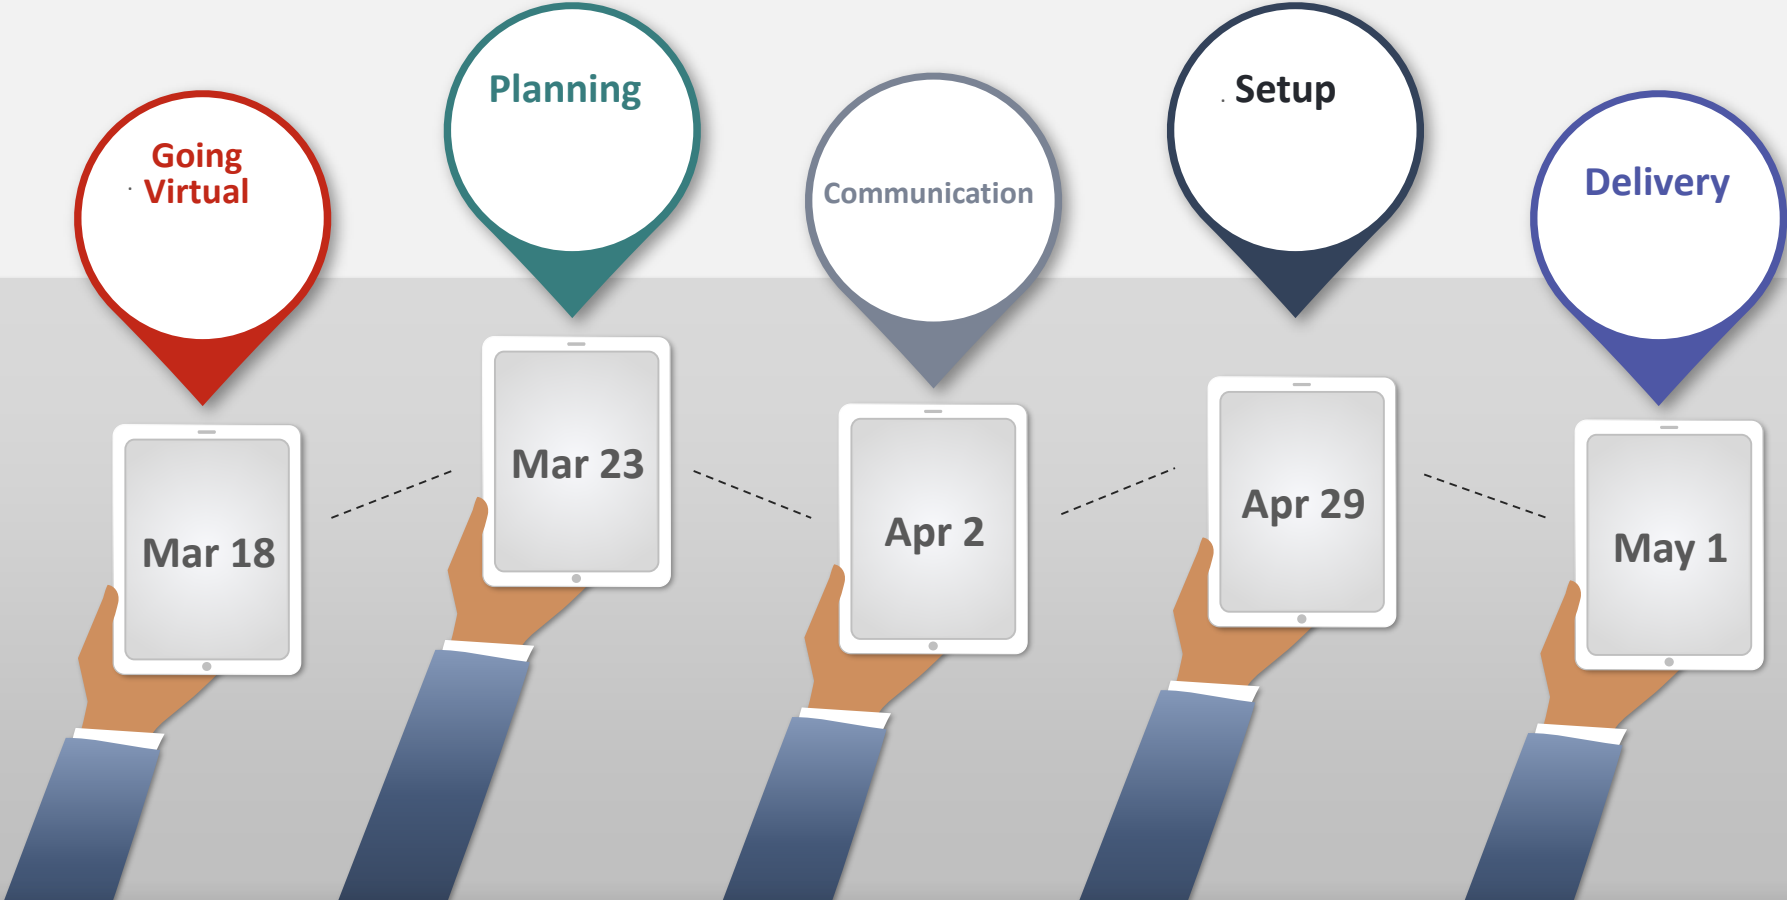 Going
Virtual
Planning
Communication
Setup
Delivery
Mar 18
Mar 23
Apr 2
Apr 29
May 1